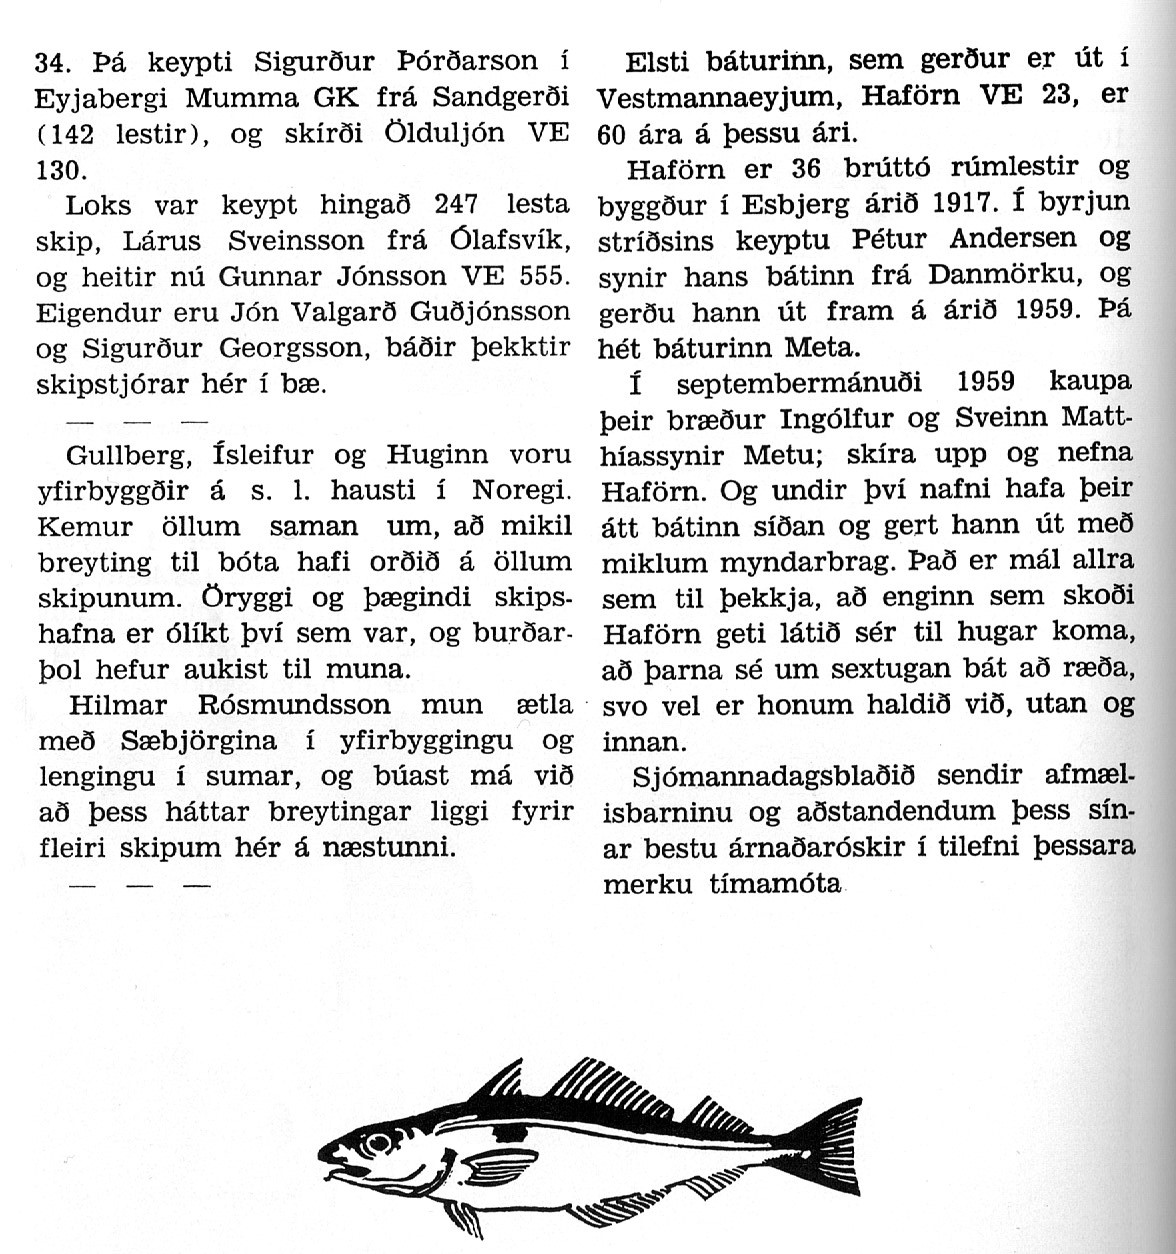 34. Þá keypti Sigurður Þórðarson í
Eyjabergi Mumma GK frá Sandgerði
(142 lestir), og skírði Ölduljón VE
130.
Loks var keypt hingað 247 lesta
skip, Lárus Sveinsson frá Ólafsvík,
og heitir nú Gunnar Jónsson VE 555.
Eigendur eru Jón Valgarð Guðjónsson
og Sigurður Georgsson, báðir þekktir
skipstjórar hér í bæ.
— — —
Gullberg, Ísleifur og Huginn voru
yfirbyggðir á s. l. hausti í Noregi.
Kemur öllum saman um, að mikil
breyting til bóta hafi orðið á öllum
skipunum. Öryggi og þægindi skips-
hafna er ólíkt því sem var, og burðar-
þol hefur aukist til muna.
Hilmar Rósmundsson mun ætla
með Sæbjörgina í yfirbyggingu og
lengingu í sumar, og búast má við
að þess háttar breytingar liggi fyrir
fleiri skipum hér á næstunni.
— — —
Elsti báturinn, sem gerður er út í
Vestmannaeyjum, Haförn VE 23, er
60 ára á þessu ári.
Haförn er 36 brúttó rúmlestir og
byggður í Esbjerg árið 1917. Í byrjun
stríðsins keyptu Pétur Andersen og
synir hans bátinn frá Danmörku, og
gerðu hann út fram á árið 1959. Þá
hét báturinn Meta.
Í septembermánuði 1959 kaupa
þeir bræður Ingólfur og Sveinn Matt-
híassynir Metu; skíra upp og nefna
Haförn. Og undir því nafni hafa þeir
átt bátinn síðan og gert hann út með
miklum myndarbrag. Það er mál allra
sem til þekkja, að enginn sem skoði
Haförn geti látið sér til hugar koma,
að þarna sé um sextugan bát að ræða,
svo vel er honum haldið við, utan og
innan.
Sjómannadagsblaðið sendir afmæl-
isbarninu og aðstandendum þess sín-
ar bestu árnaðaróskir í tilefni þessara
merku tímamóta